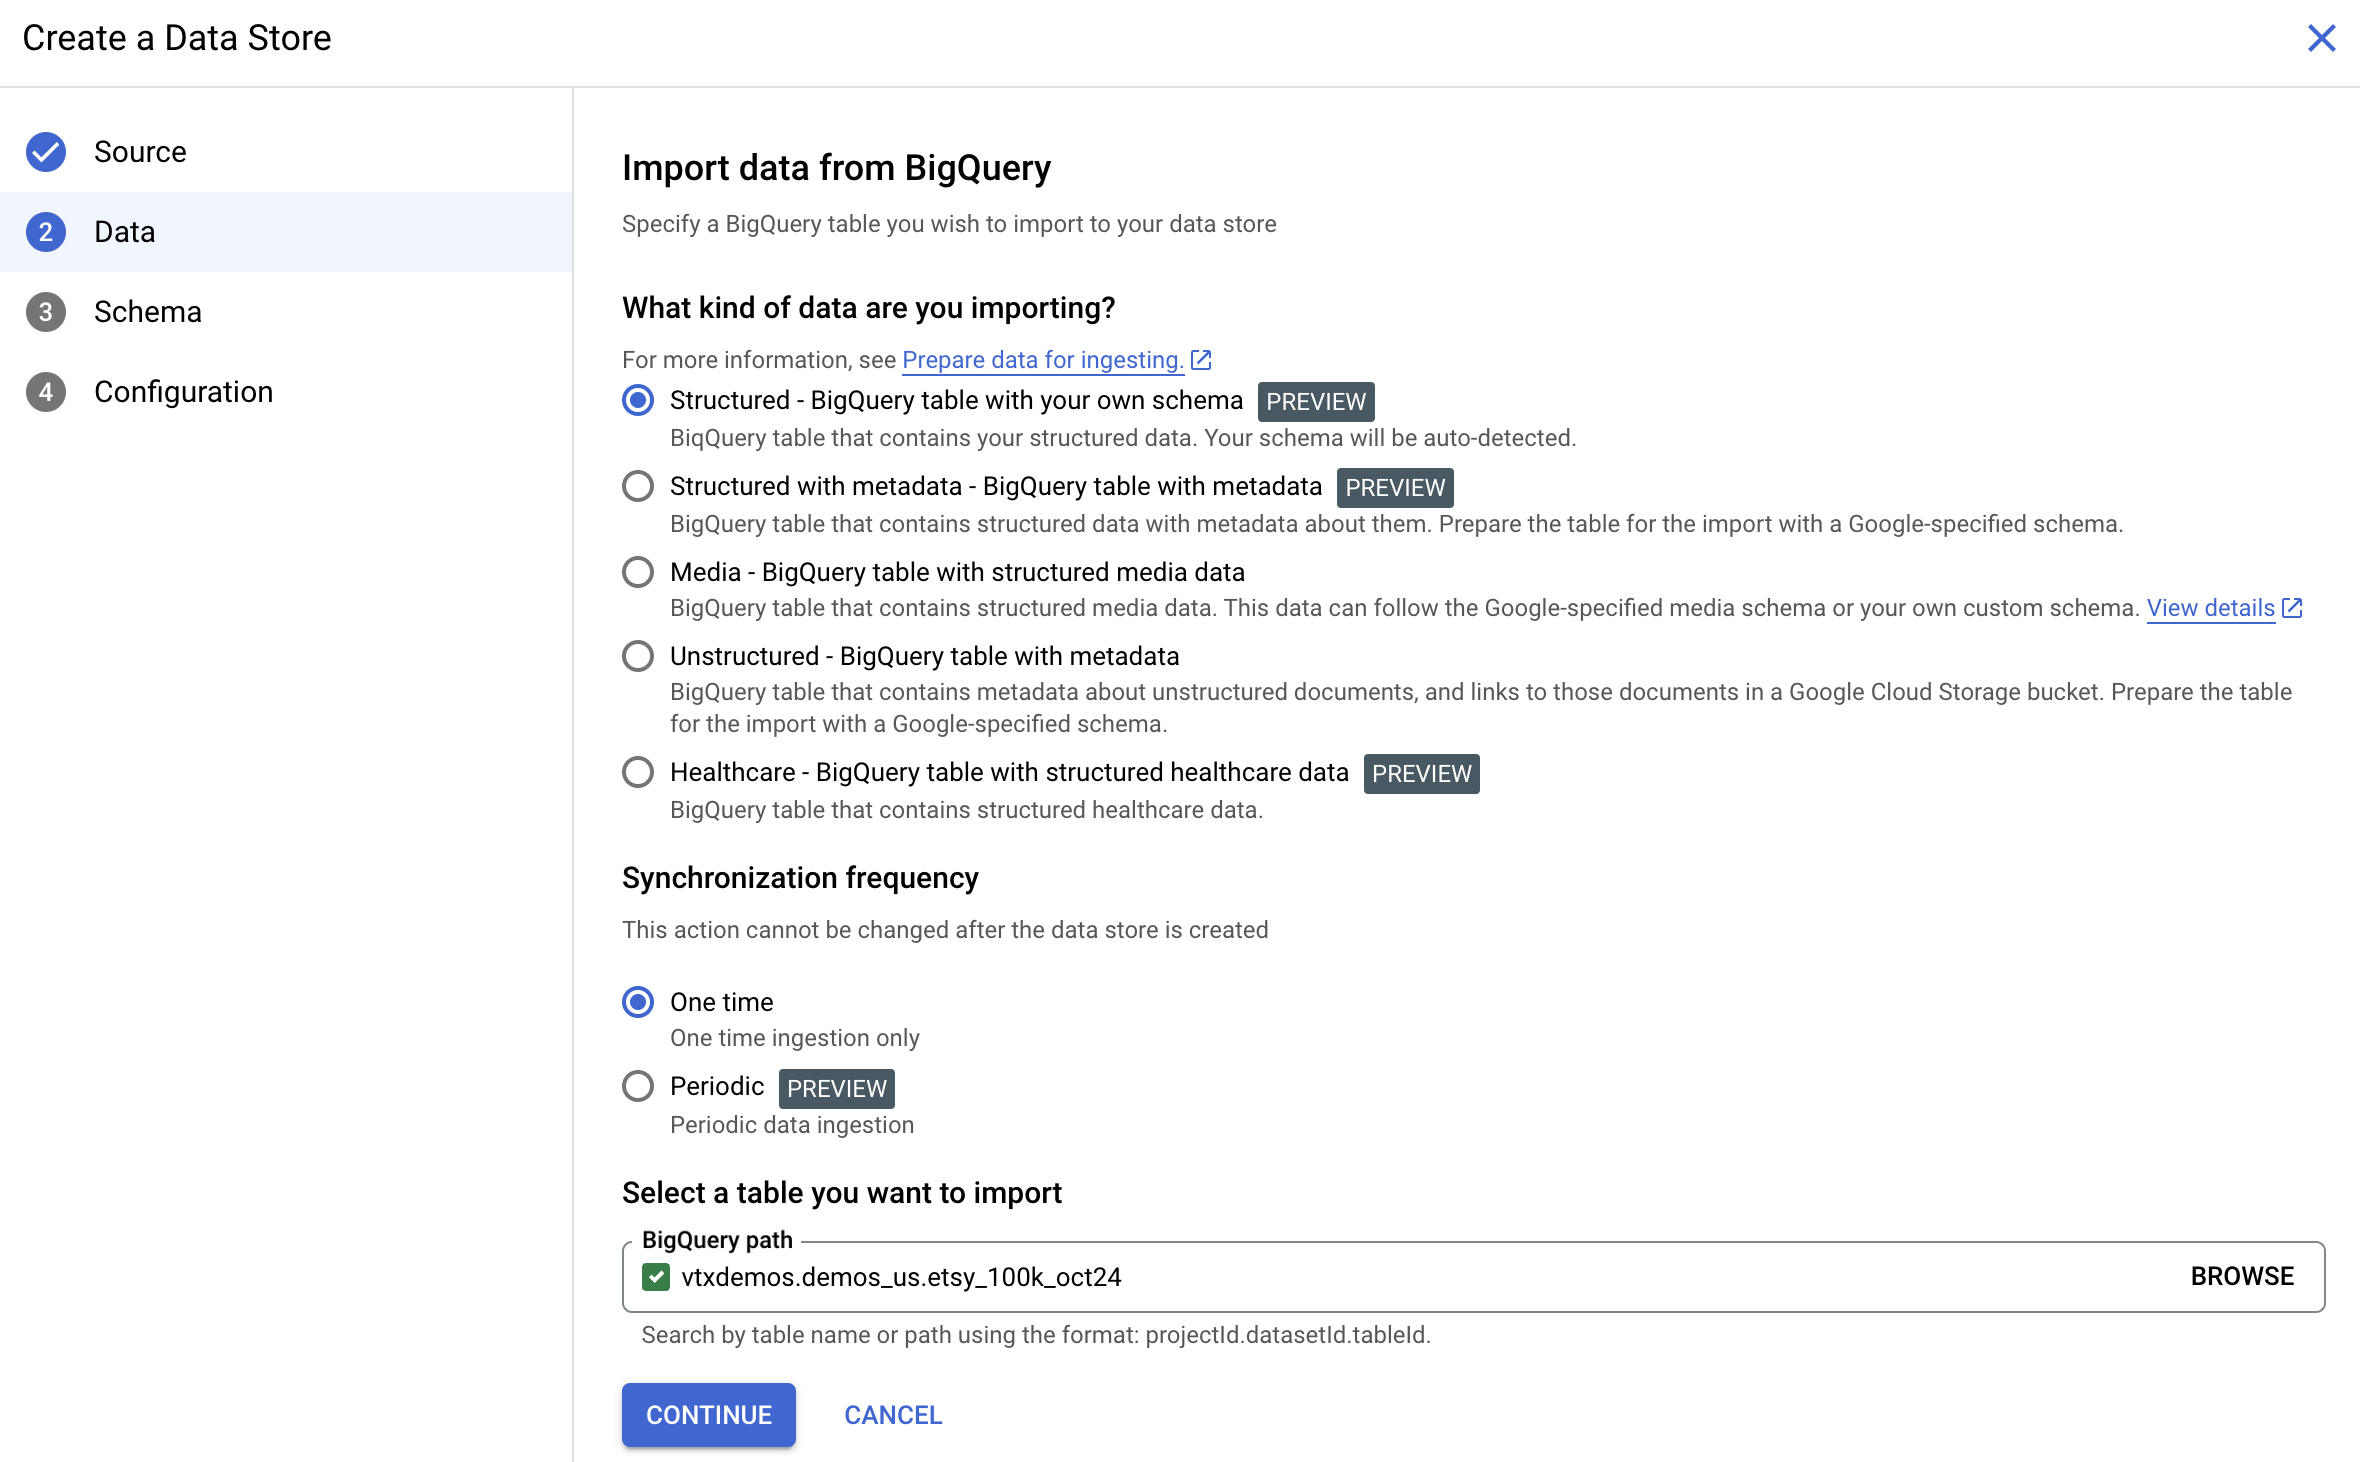 Create a Data Store
Source
2 Data
3 Schema
4 Configuration
Import data from BigQuery
Specify a BigQuery table you wish to import to your data store
What kind of data are you importing?
For more information, see Prepare data for ingesting.
Structured - BigQuery table with your own schema PREVIEW
BiqQuery table that contains your structured data. Your schema will be auto-detected.
Structured with metadata - BigQuery table with metadata PREVIEW
BigQuery table that contains structured data with metadata about them. Prepare the table for the import with a Google-specified schema.
Media - BigQuery table with structured media data
BigQuery table that contains structured media data. This data can follow the Google-specified media schema or your own custom schema. View details
Unstructured - BigQuery table with metadata
BigQuery table that contains metadata about unstructured documents, and links to those documents in a Google Cloud Storage bucket. Prepare the table
for the import with a Google-specified schema.
Healthcare - BigQuery table with structured healthcare data PREVIEW
BigQuery table that contains structured healthcare data.
Synchronization frequency
This action cannot be changed after the data store is created
One time
One time ingestion only
Periodic PREVIEW
Periodic data ingestion
Select a table you want to import
BigQuery path
vtxdemos.demos_us.etsy_100k_oct24 BROWSE
Search by table name or path using the format: projectId.datasetId.tableId.
CONTINUE CANCEL